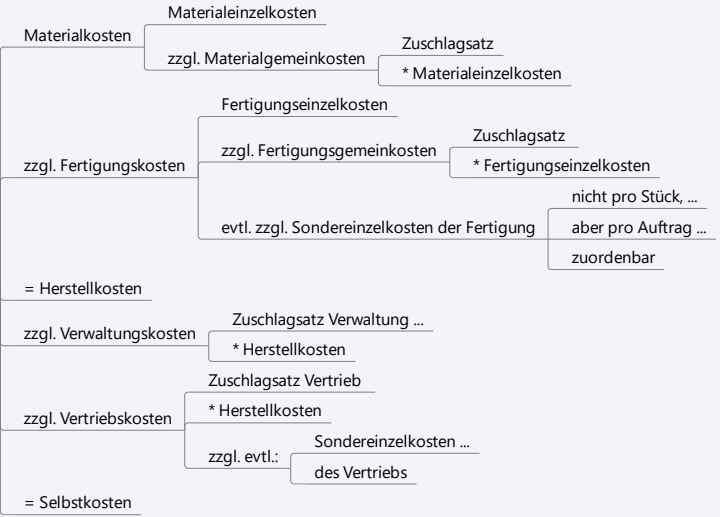 Materialkosten
Materialeinzelkosten
zzgl. Materialgemeinkosten
Zuschlagsatz
* Materialeinzelkosten
zzgl. Fertigungskosten
Fertigungseinzelkosten
zzgl. Fertigungsgemeinkosten
Zuschlagsatz
* Fertigungseinzelkosten
evtl. zzgl. Sondereinzelkosten der Fertigung
nicht pro Stück, ...
aber pro Auftrag ...
zuordenbar
= Herstellkosten
zzgl. Verwaltungskosten
Zuschlagsatz Verwaltung ...
* Herstellkosten
zzgl. Vertriebskosten
Zuschlagsatz Vertrieb
* Herstellkosten
zzgl. evtl.:
Sondereinzelkosten ...
des Vertriebs
= Selbstkosten